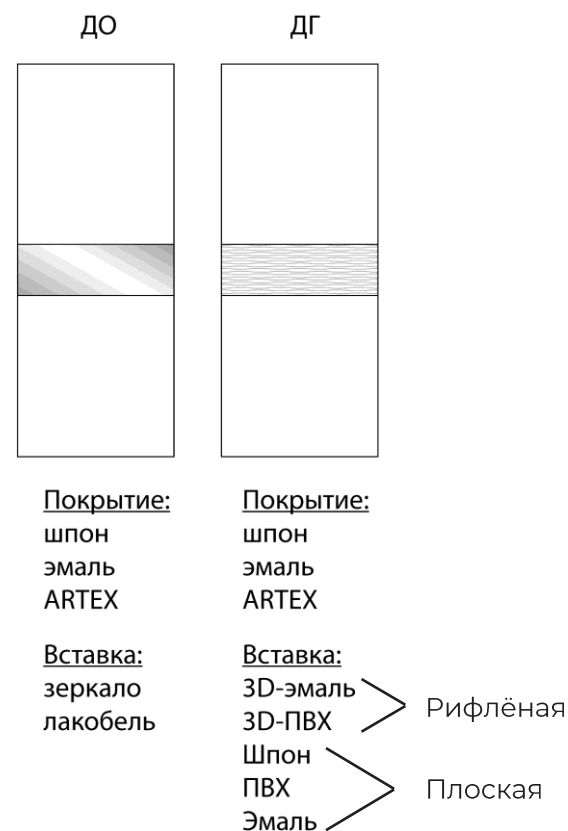 ДО
ДГ
Покрытие:
шпон
эмаль
ARTEX
Вставка:
зеркало
лакобель
Покрытие:
шпон
эмаль
ARTEX
Вставка:
3D-эмаль
3D-ПВХ
Рифлёная
Шпон
ПВХ
Эмаль
Плоская